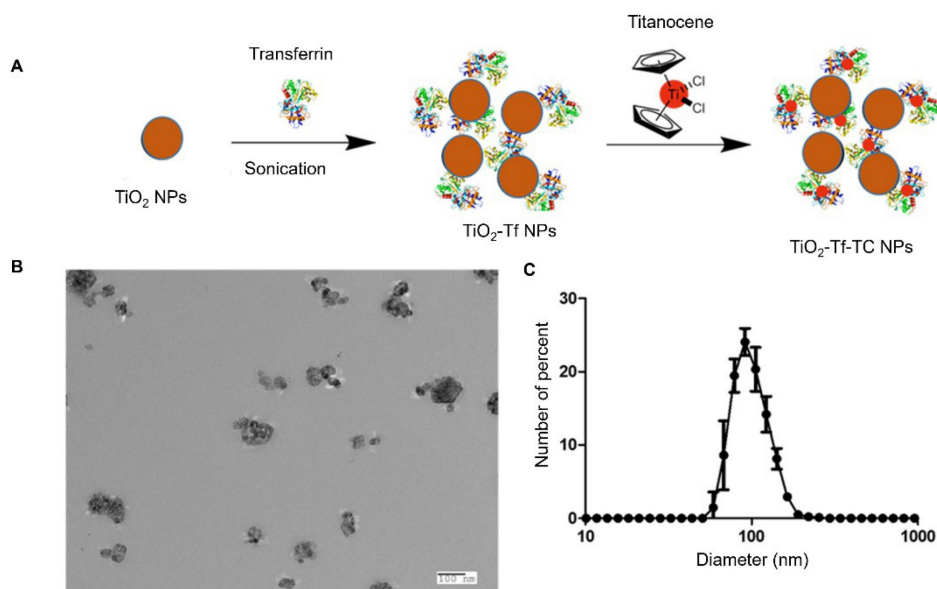 A
Transferrin
Sonication
TiO₂ NPs
TiO₂-Tf NPs
Titanocene
Ti
Cl
Cl
TiO₂-Tf-TC NPs
B
100 nm
C
Number of percent
30
20
10
0
10
100
1000
Diameter (nm)